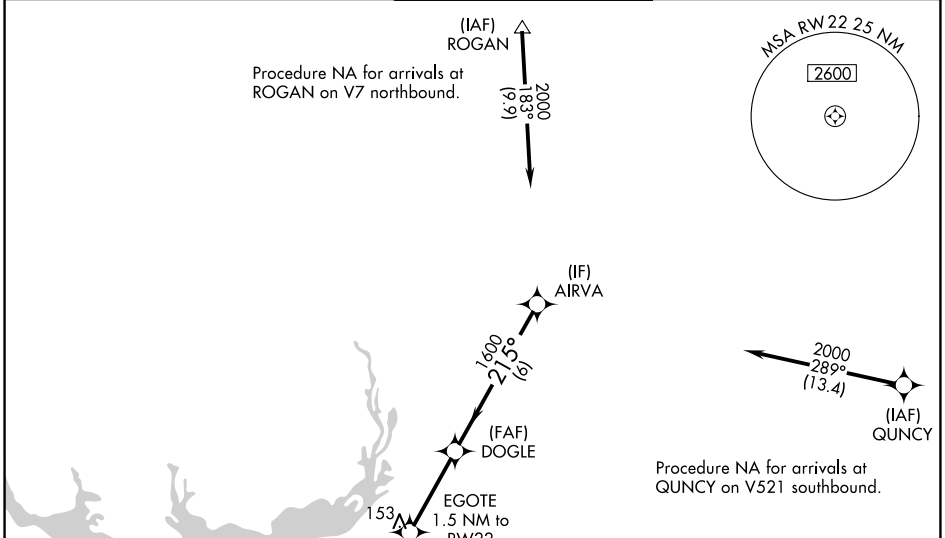 (IAF)
ROGAN
Procedure NA for arrivals at
ROGAN on V7 northbound.
2000
183°
(9.9)
MSA RW22 25 NM
2600
(IF)
AIRVA
1600
215°
(6)
2000
289°
(13.4)
(IAF)
QUNCY
(FAF)
DOGLE
Procedure NA for arrivals at
QUNCY on V521 southbound.
153
EGOTE
1.5 NM to
RW22